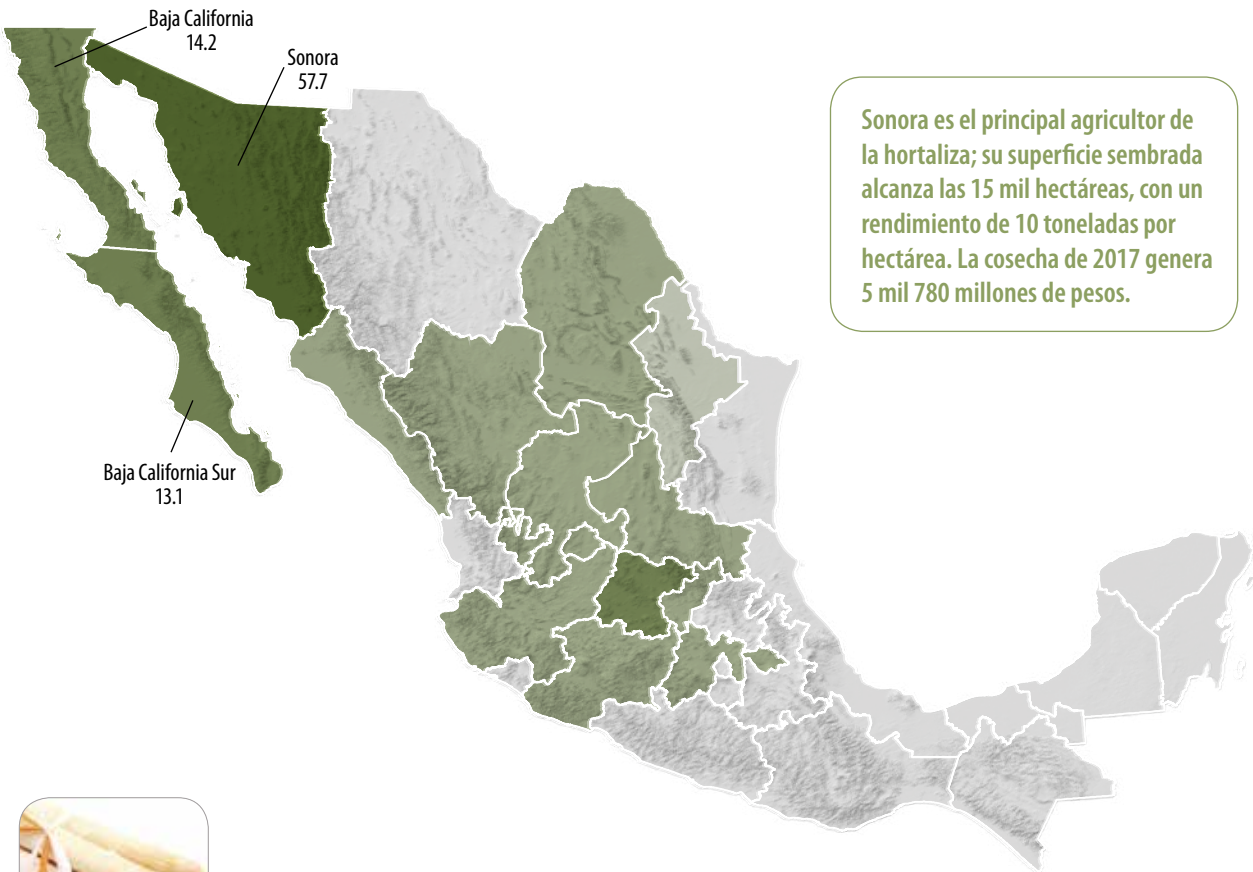 Baja California
14.2
Sonora
57.7
Sonora es el principal agricultor de
la hortaliza; su superficie sembrada
alcanza las 15 mil hectáreas, con un
rendimiento de 10 toneladas por
hectárea. La cosecha de 2017 genera
5 mil 780 millones de pesos.
Baja California Sur
13.1